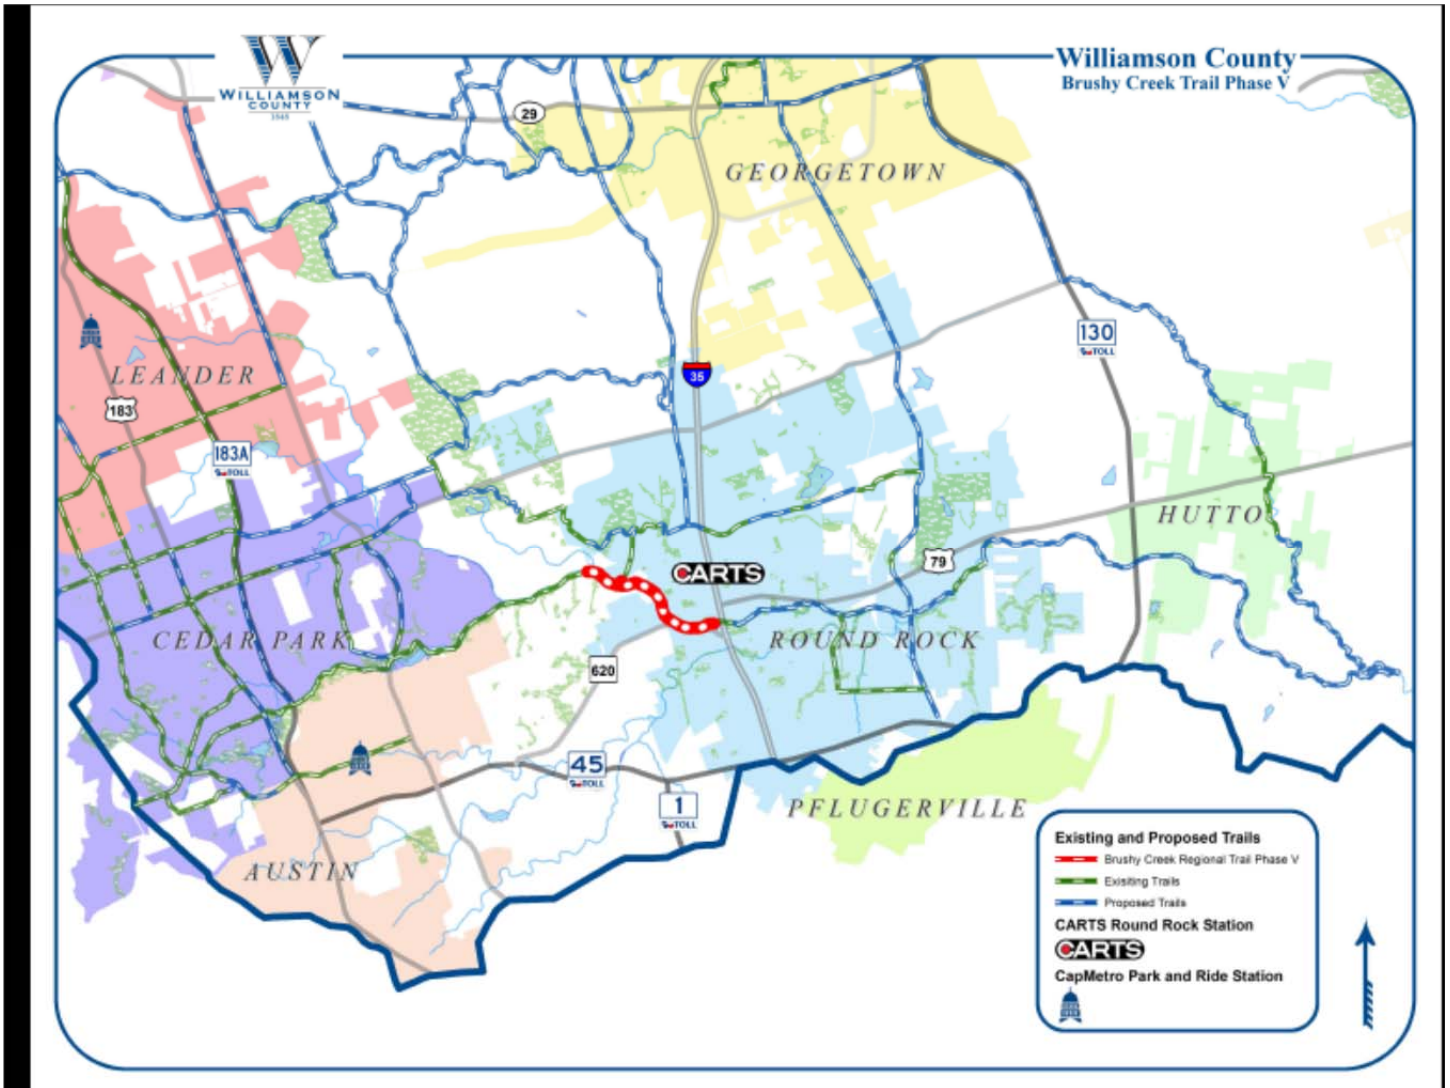 WILLIAMSON
COUNTY
1848
Williamson County
Brushy Creek Trail Phase V
29
GEORGETOWN
130
TOLL
LEANDER
183
35
183A
TOLL
HUTTO
CARTS
79
CEDAR PARK
ROUND ROCK
620
45
TOLL
1
TOLL
PFLUGERVILLE
AUSTIN
Existing and Proposed Trails
Brushy Creek Regional Trail Phase V
Exisiting Trails
Proposed Trails
CARTS Round Rock Station
CARTS
CapMetro Park and Ride Station